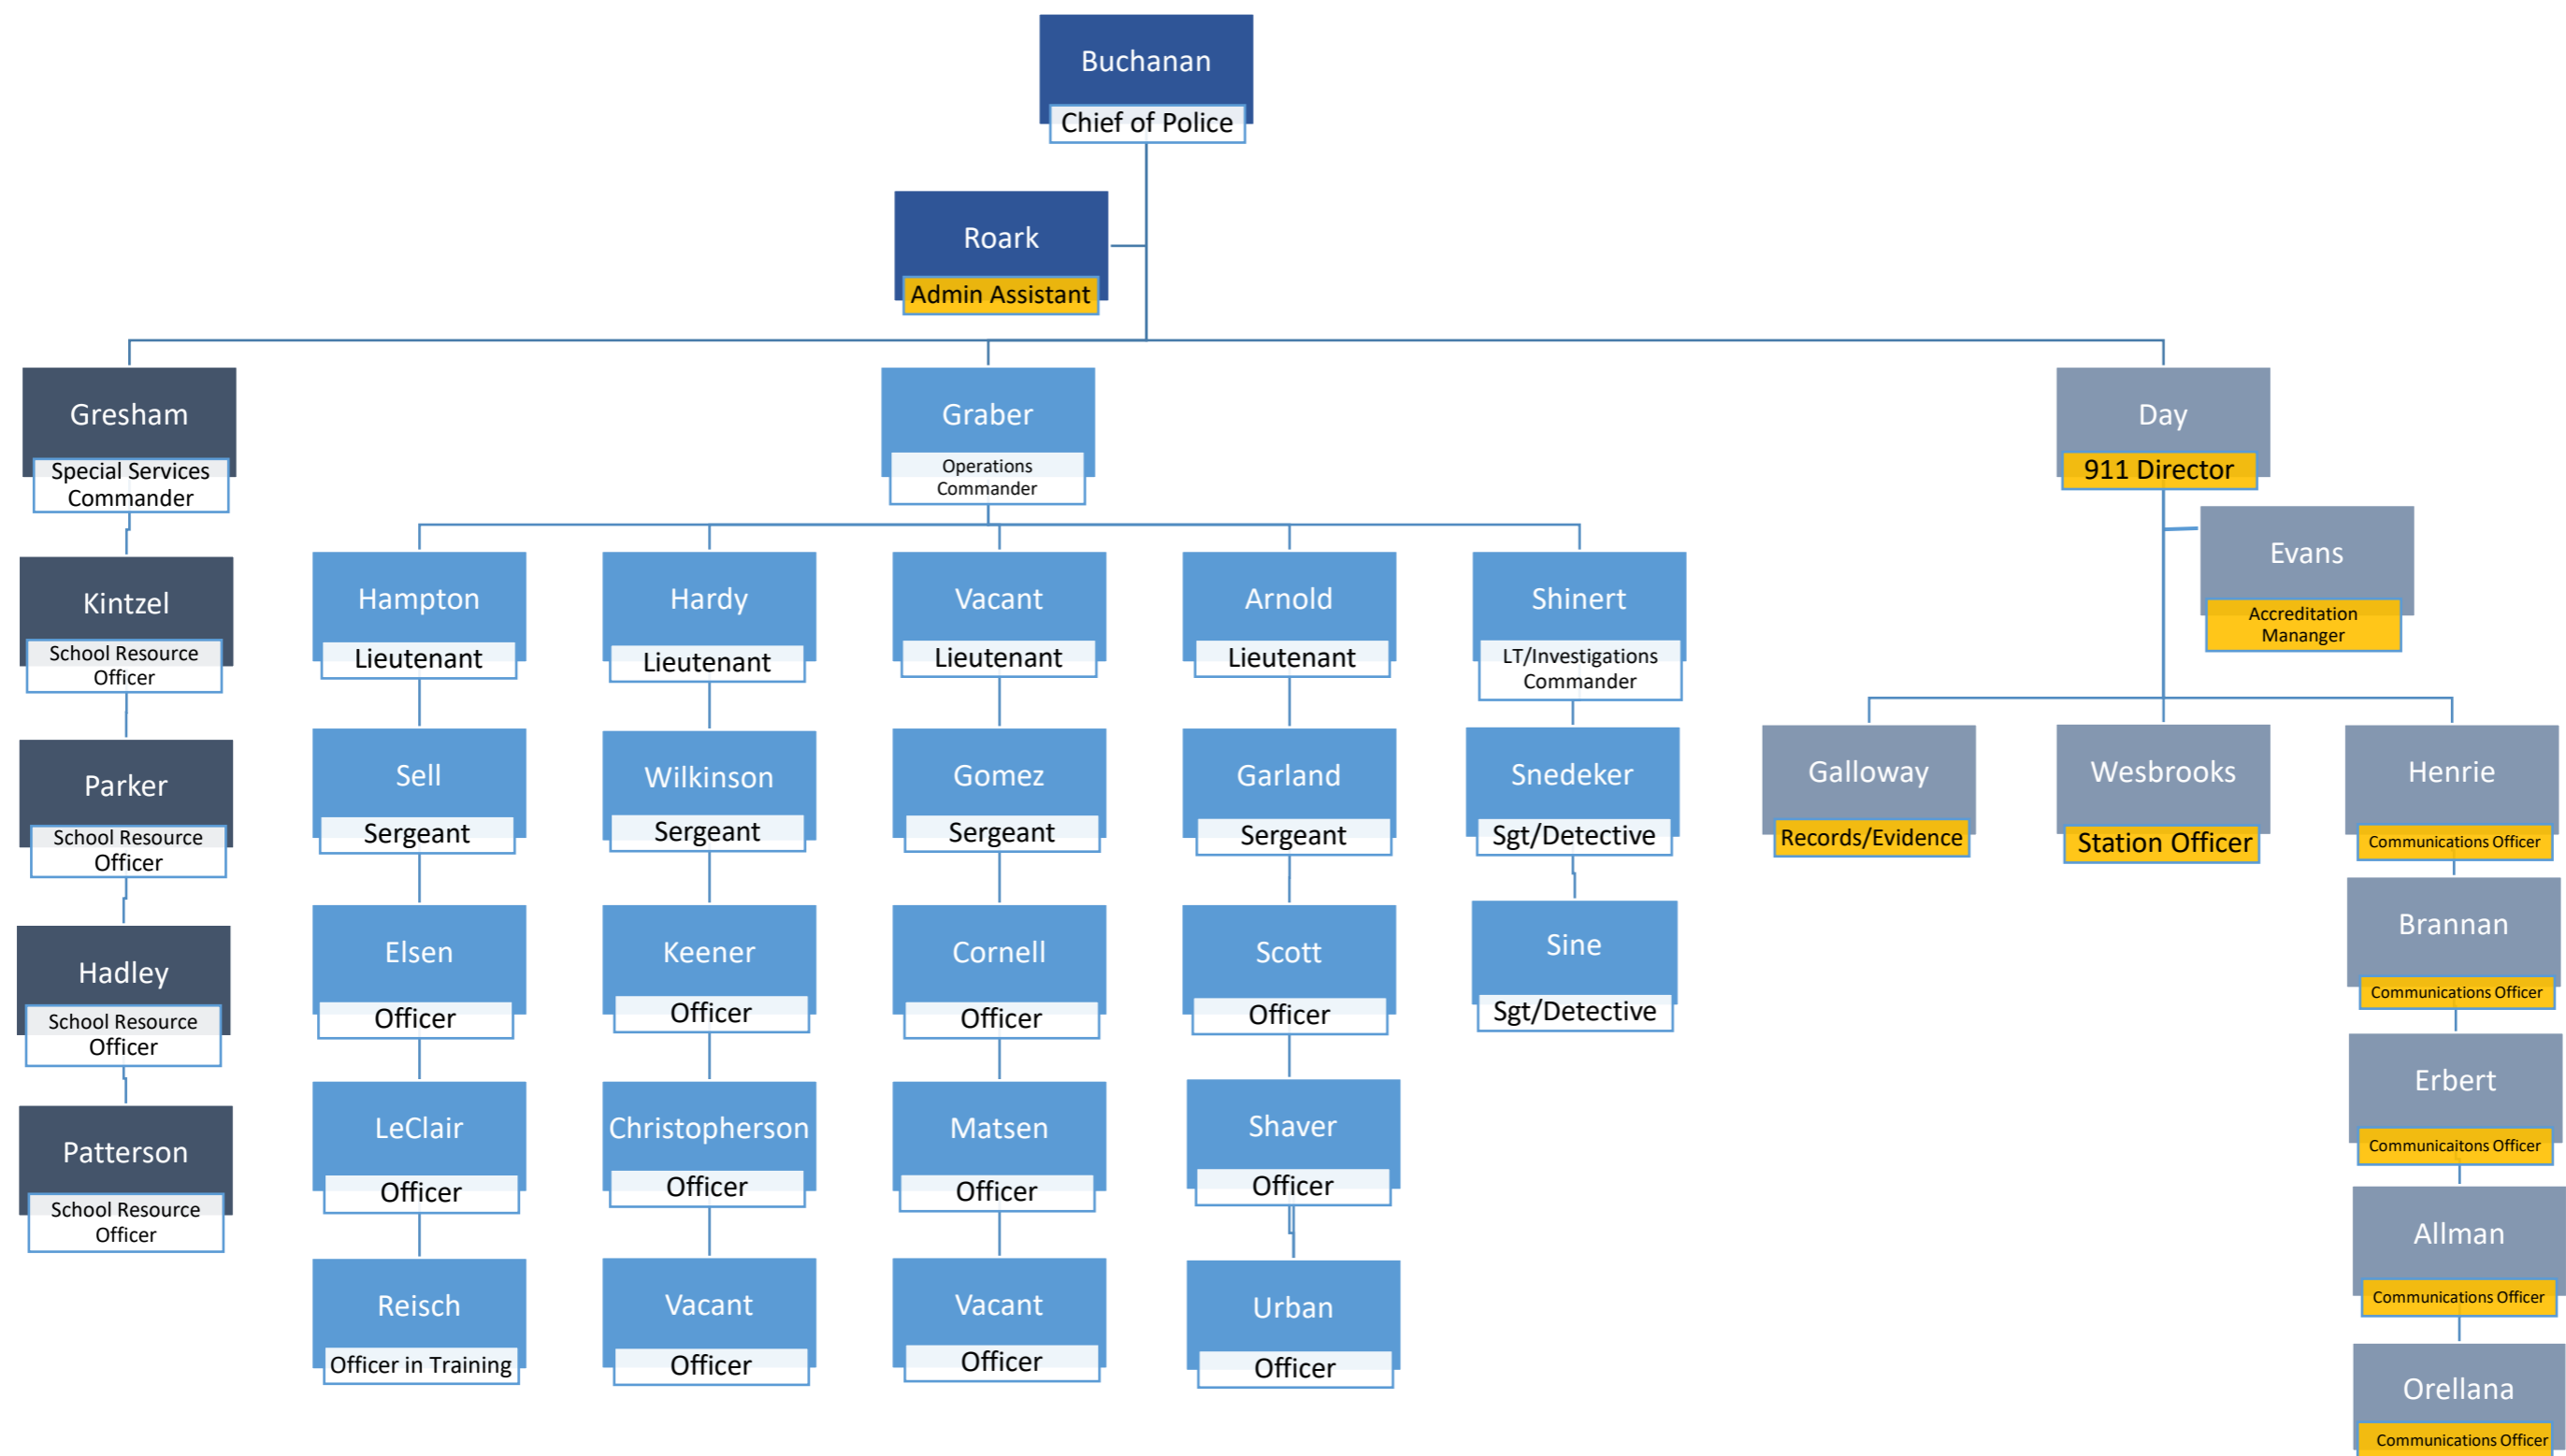 Buchanan
Chief of Police
Roark
Admin Assistant
Gresham
Special Services
Commander
Graber
Operations
Commander
Day
911 Director
Evans
Accreditation
Mananger
Kintzel
School Resource
Officer
Parker
School Resource
Officer
Hadley
School Resource
Officer
Patterson
School Resource
Officer
Hampton
Lieutenant
Sell
Sergeant
Elsen
Officer
LeClair
Officer
Reisch
Officer in Training
Hardy
Lieutenant
Wilkinson
Sergeant
Keener
Officer
Christopherson
Officer
Vacant
Officer
Vacant
Lieutenant
Gomez
Sergeant
Cornell
Officer
Matsen
Officer
Vacant
Officer
Arnold
Lieutenant
Garland
Sergeant
Scott
Officer
Shaver
Officer
Urban
Officer
Shinert
LT/Investigations
Commander
Snedeker
Sgt/Detective
Sine
Sgt/Detective
Galloway
Records/Evidence
Wesbrooks
Station Officer
Henrie
Communications Officer
Brannan
Communications Officer
Erbert
Communicaitons Officer
Allman
Communications Officer
Orellana
Communications Officer